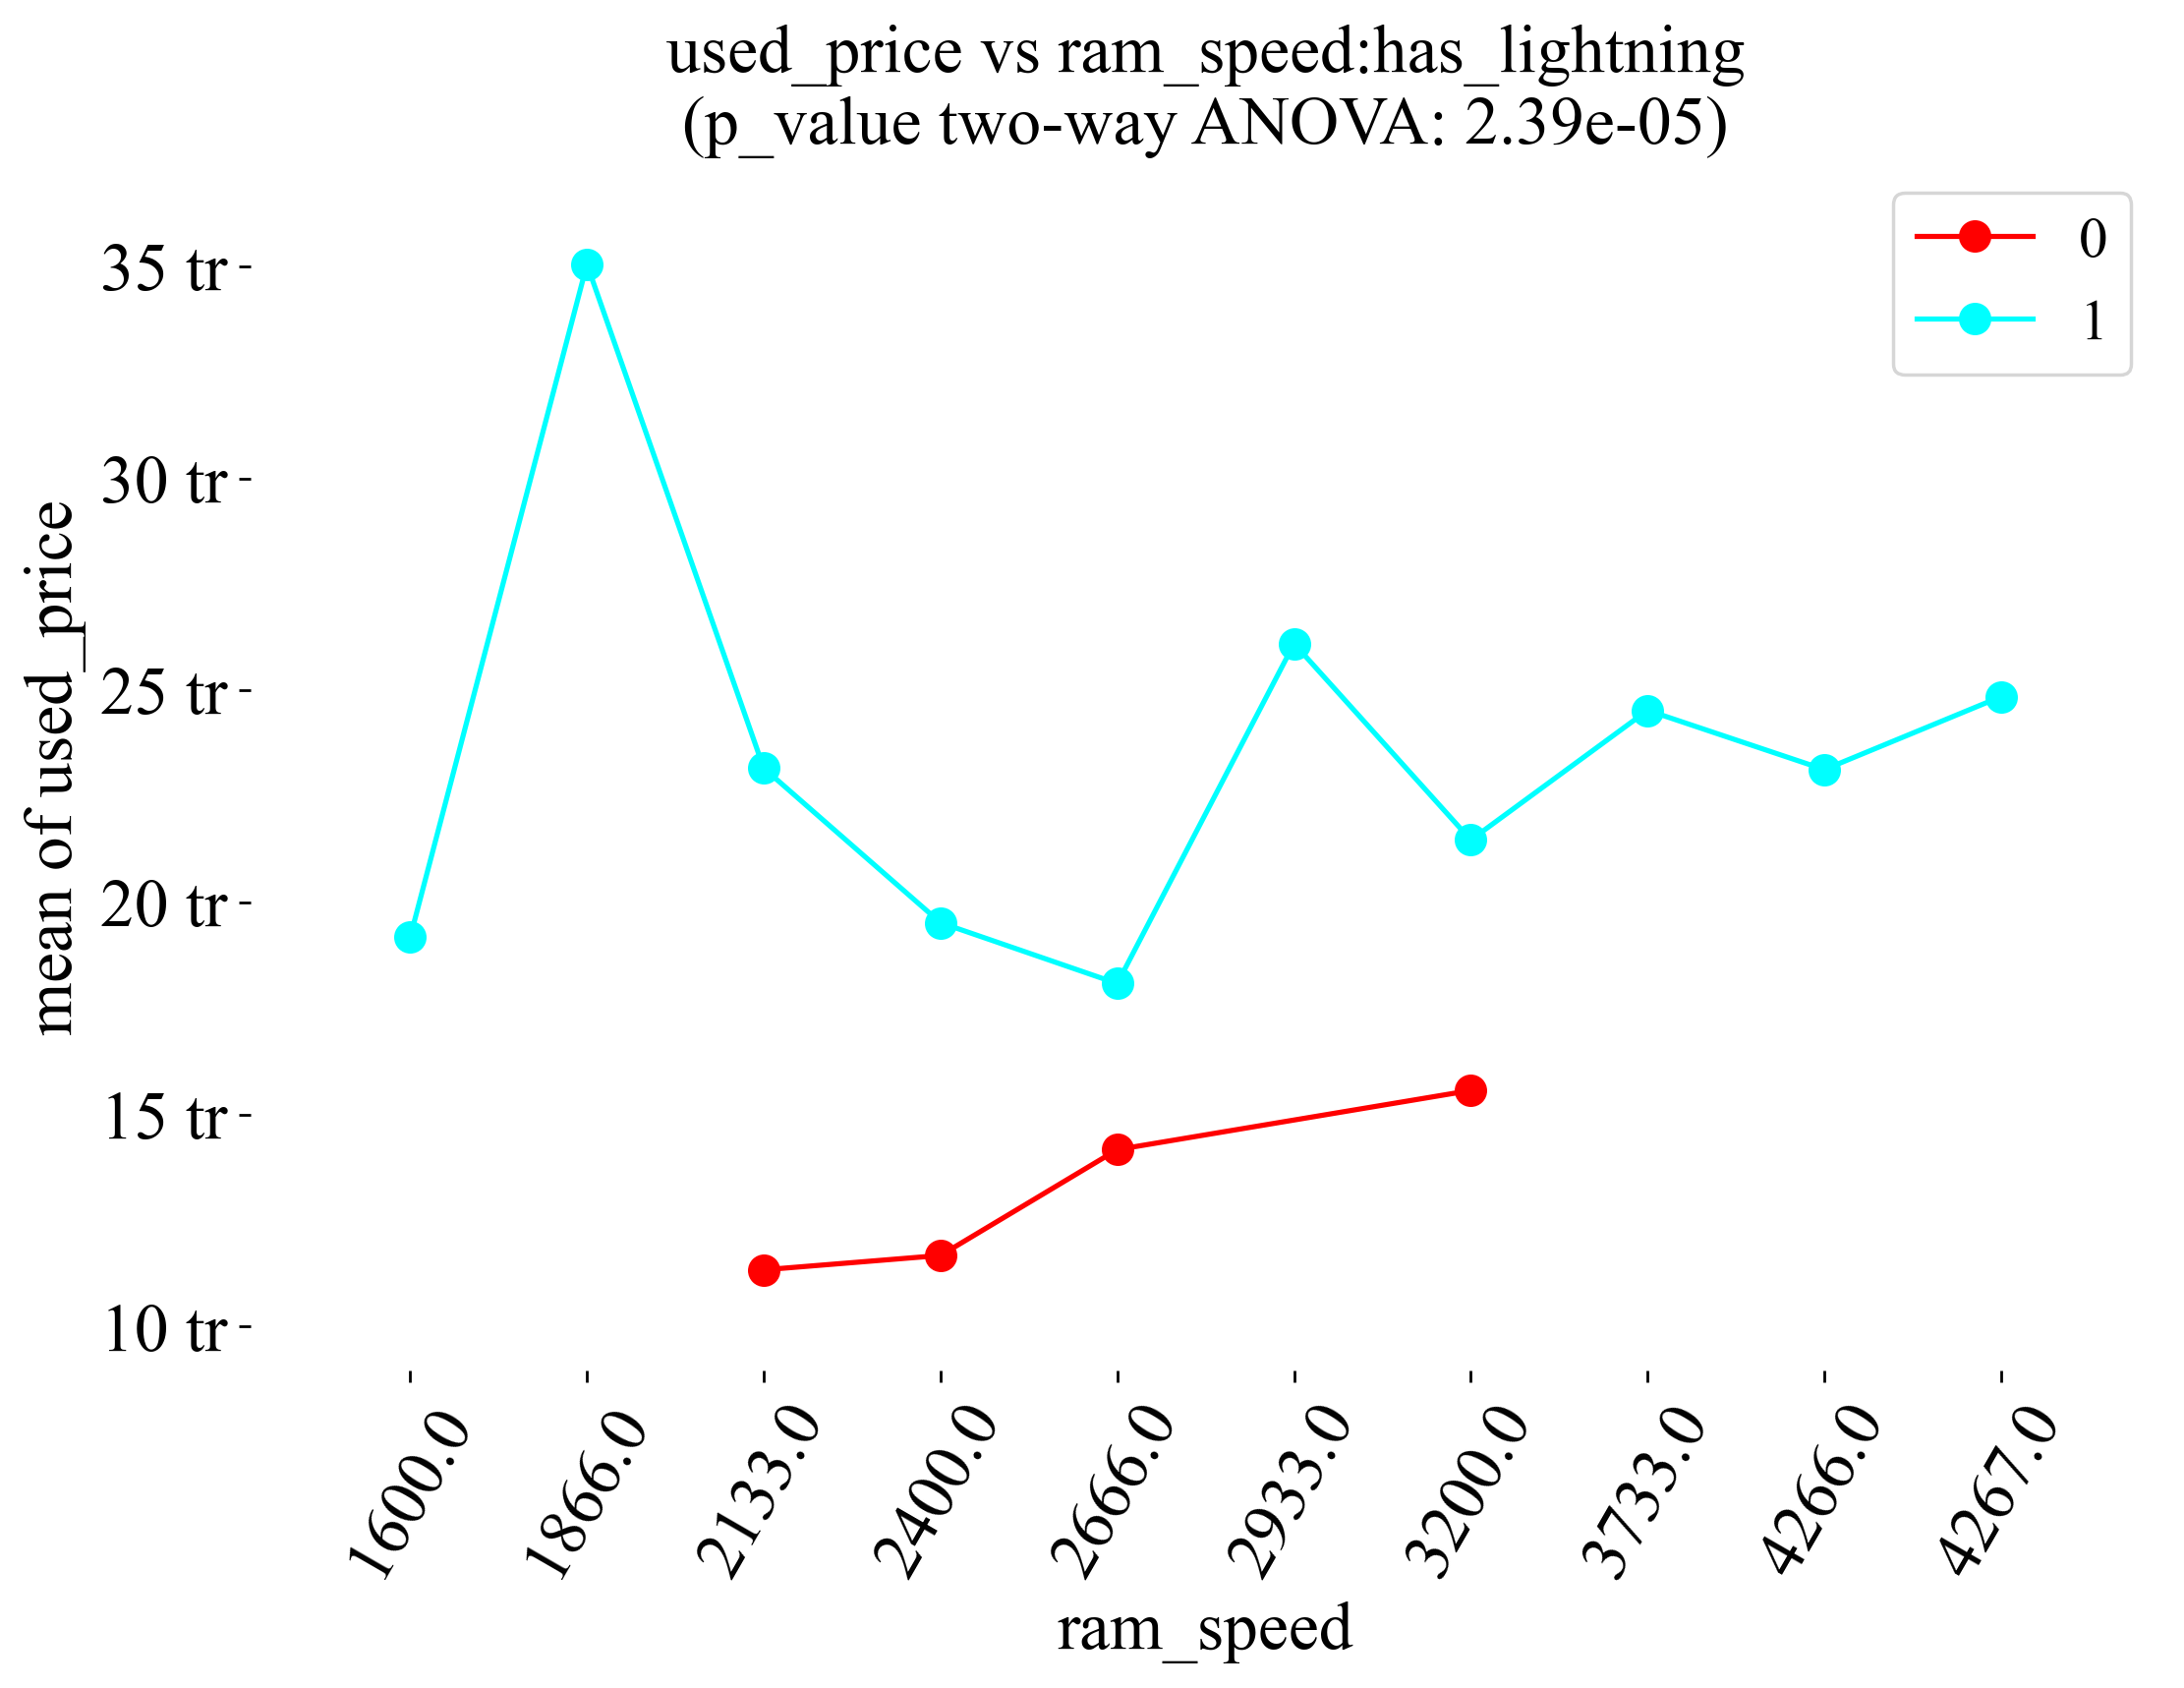 used_price vs ram_speed:has_lightning
(p_value two-way ANOVA: 2.39e-05)
0
1
35 tr
30 tr
25 tr
20 tr
15 tr
10 tr
mean of used_price
1600.0
1866.0
2133.0
2400.0
2666.0
2933.0
3200.0
3733.0
4266.0
4267.0
ram_speed